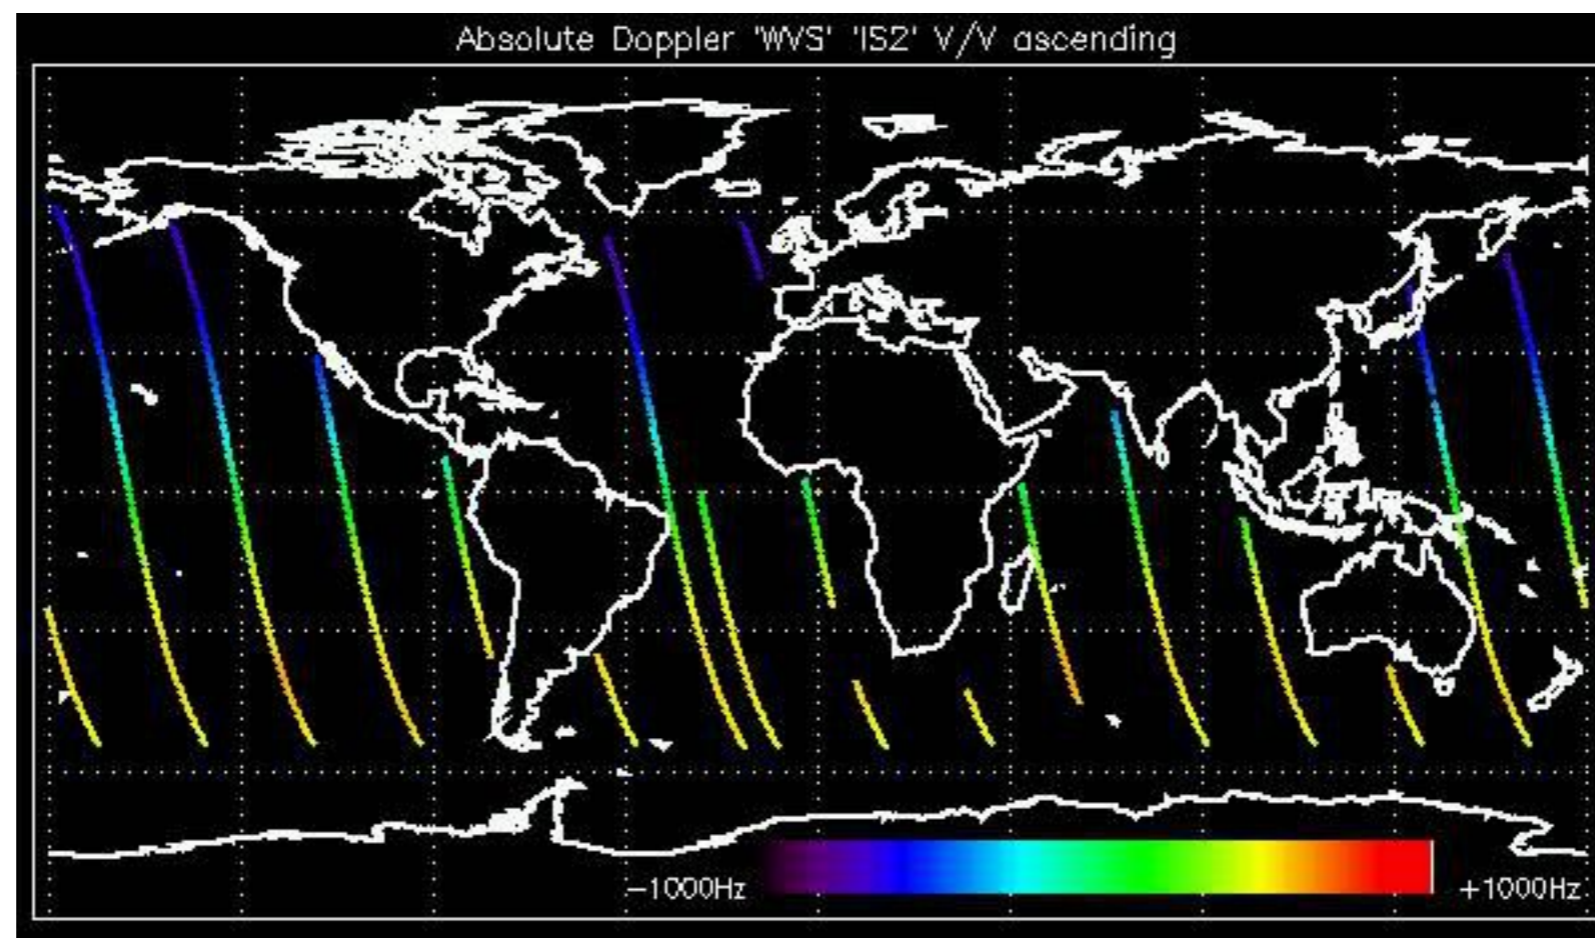 Absolute Doppler 'WVS' 'IS2' V/V ascending
-1000Hz +1000Hz